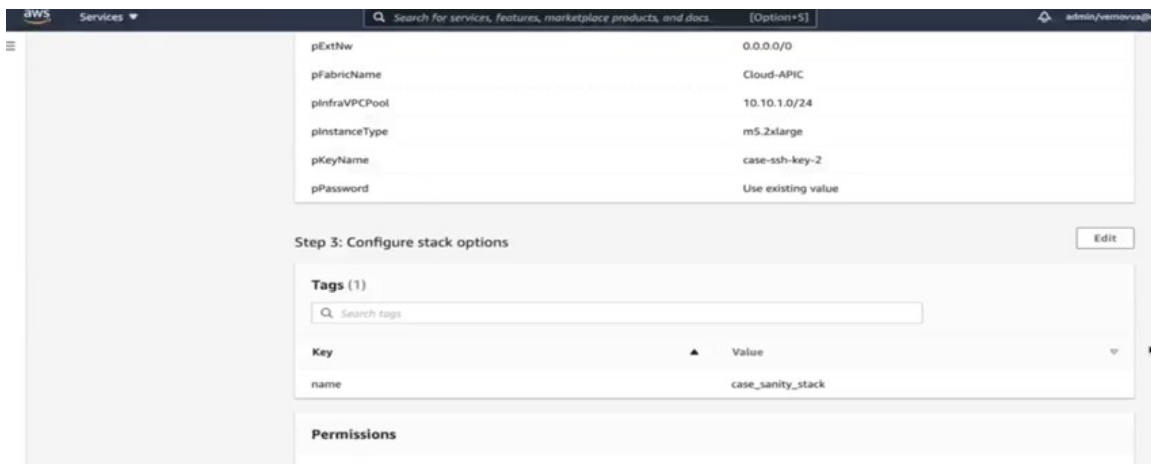 aws Services ▼ Search for services, features, marketplace products, and docs [Option+S] admin/vemovva@
pExtNw 0.0.0.0/0
pFabricName Cloud-APIC
pInfraVPCPool 10.10.1.0/24
pInstanceType m5.2xlarge
pKeyName case-ssh-key-2
pPassword Use existing value
Step 3: Configure stack options Edit
Tags (1)
Search tags
Key ▲ Value ▽
name case_sanity_stack
Permissions